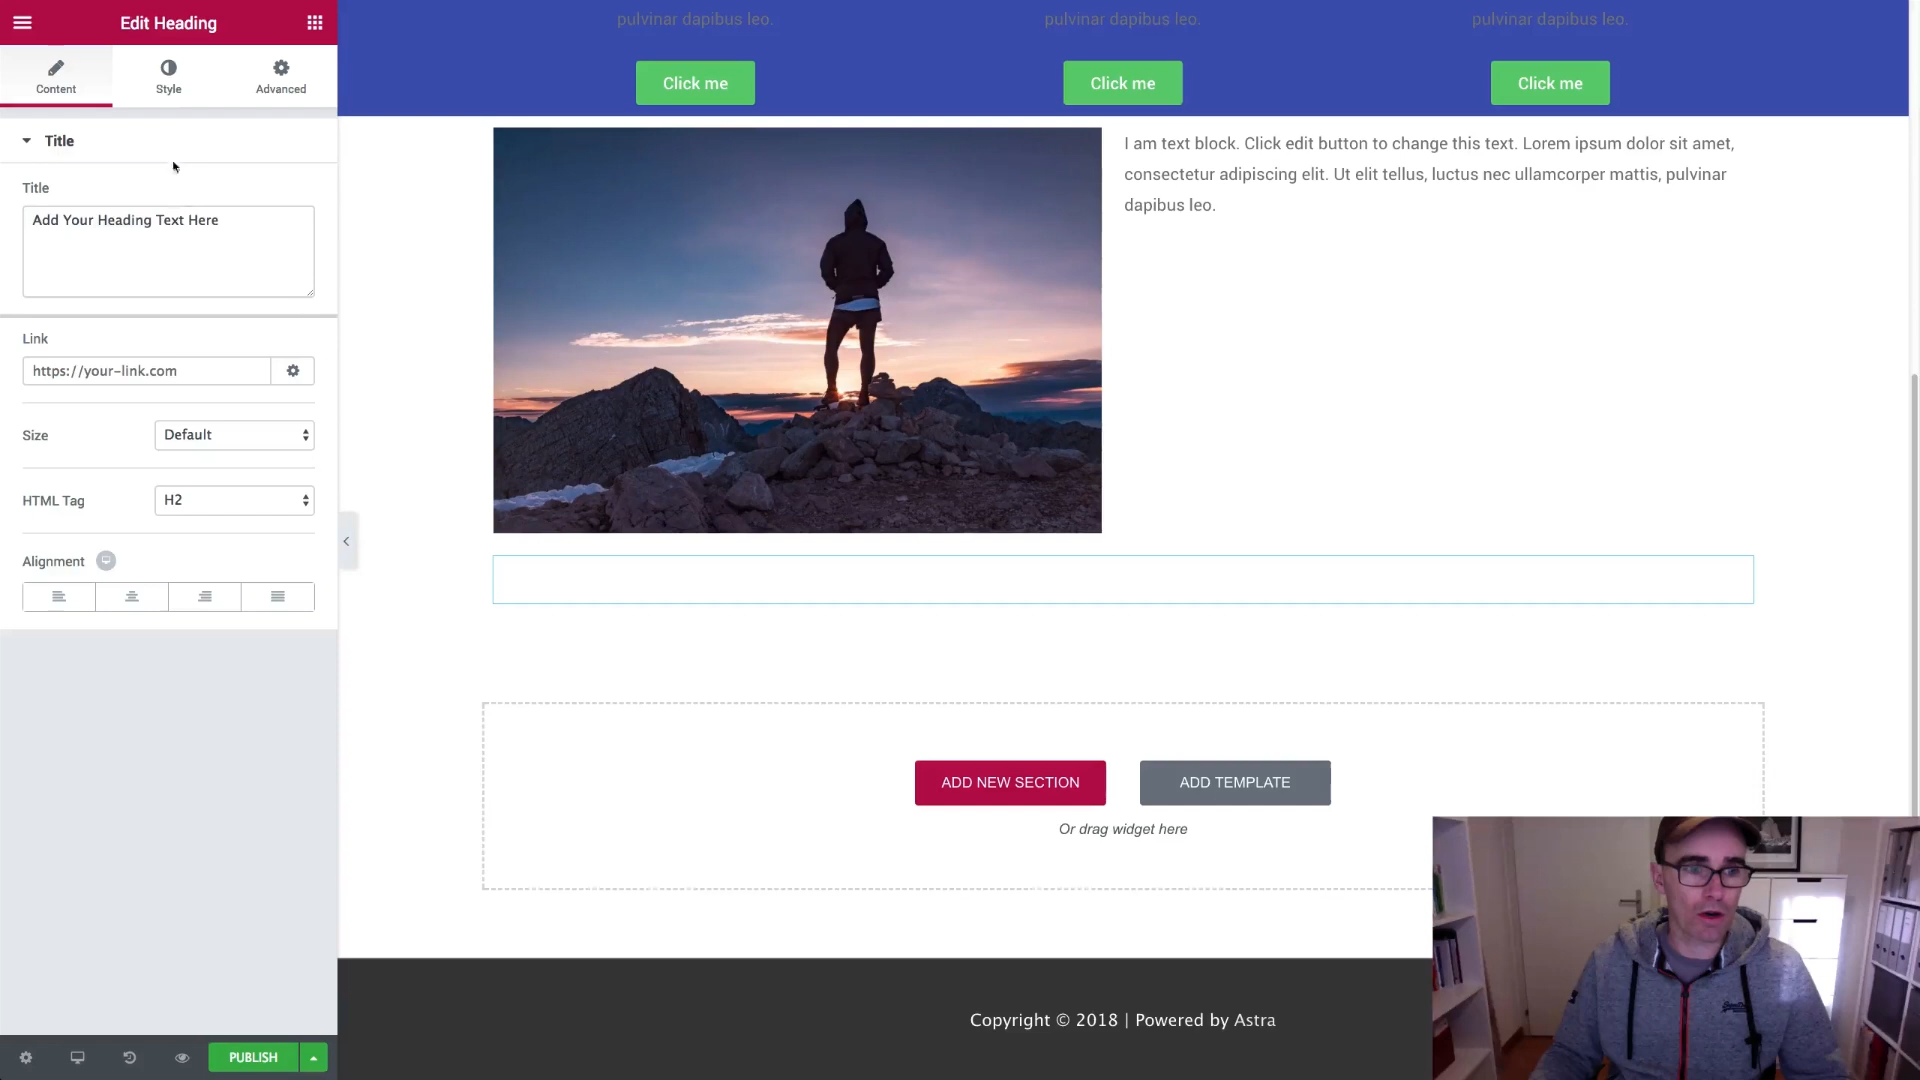 Edit Heading
Content
Style
Advanced
Title
Title
Add Your Heading Text Here
Link
https://your-link.com
Size
Default
HTML Tag
H2
Alignment
PUBLISH
pulvinar dapibus leo.
pulvinar dapibus leo.
pulvinar dapibus leo.
Click me
Click me
Click me
I am text block. Click edit button to change this text. Lorem ipsum dolor sit amet,
consectetur adipiscing elit. Ut elit tellus, luctus nec ullamcorper mattis, pulvinar
dapibus leo.
ADD NEW SECTION
ADD TEMPLATE
Or drag widget here
Copyright © 2018 | Powered by Astra